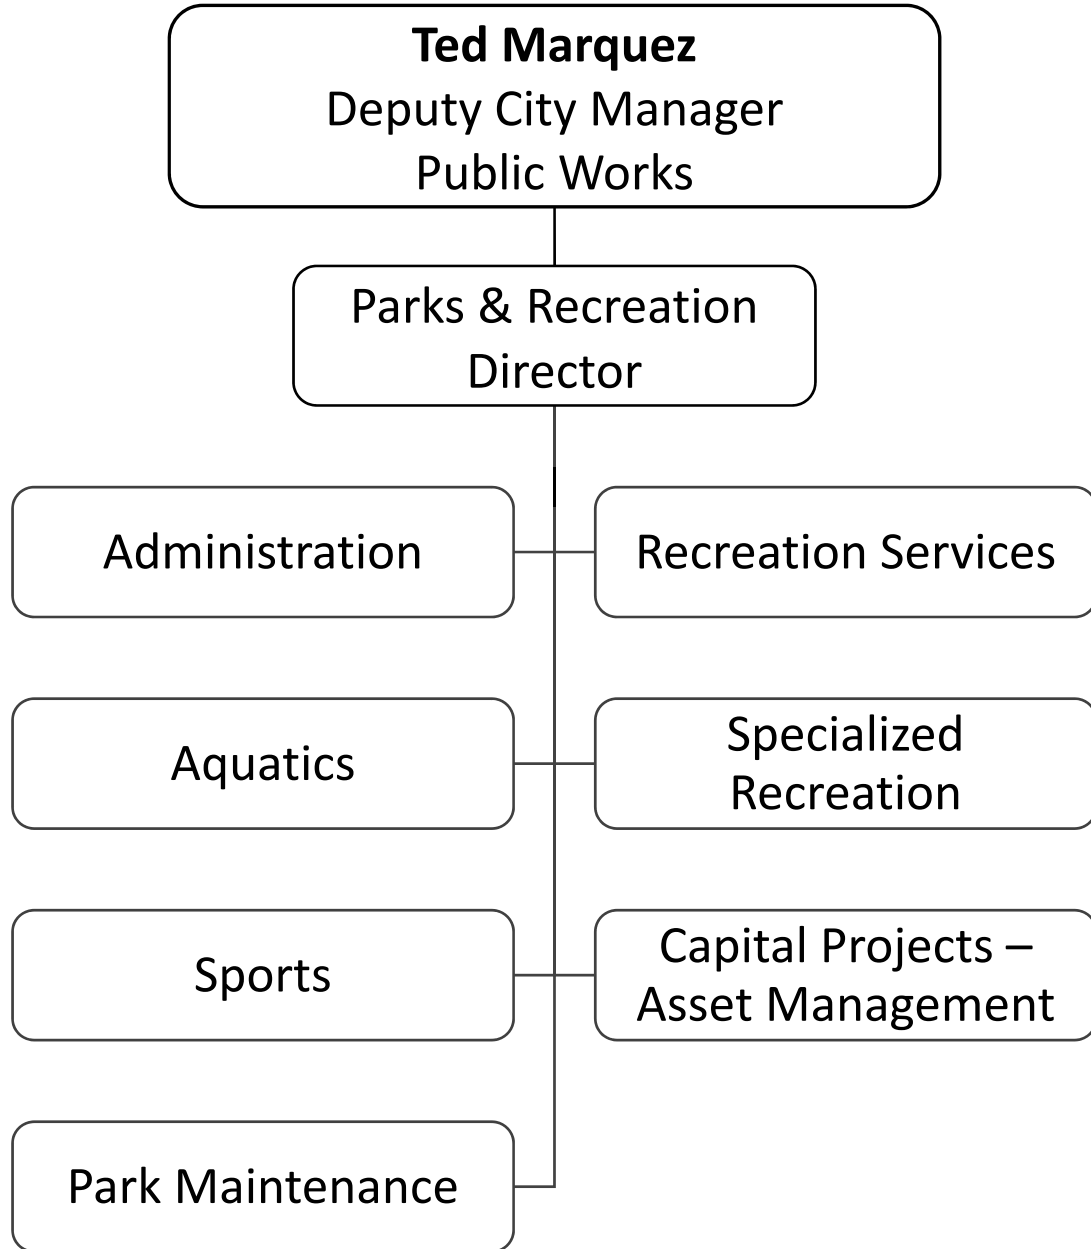 Ted Marquez
Deputy City Manager
Public Works
Parks & Recreation
Director
Administration
Recreation Services
Aquatics
Specialized
Recreation
Sports
Capital Projects –
Asset Management
Park Maintenance